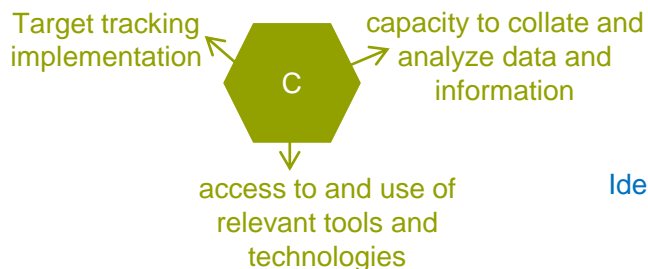 Target tracking
implementation
capacity to collate and
analyze data and
information
C
access to and use of
relevant tools and
technologies
Ide